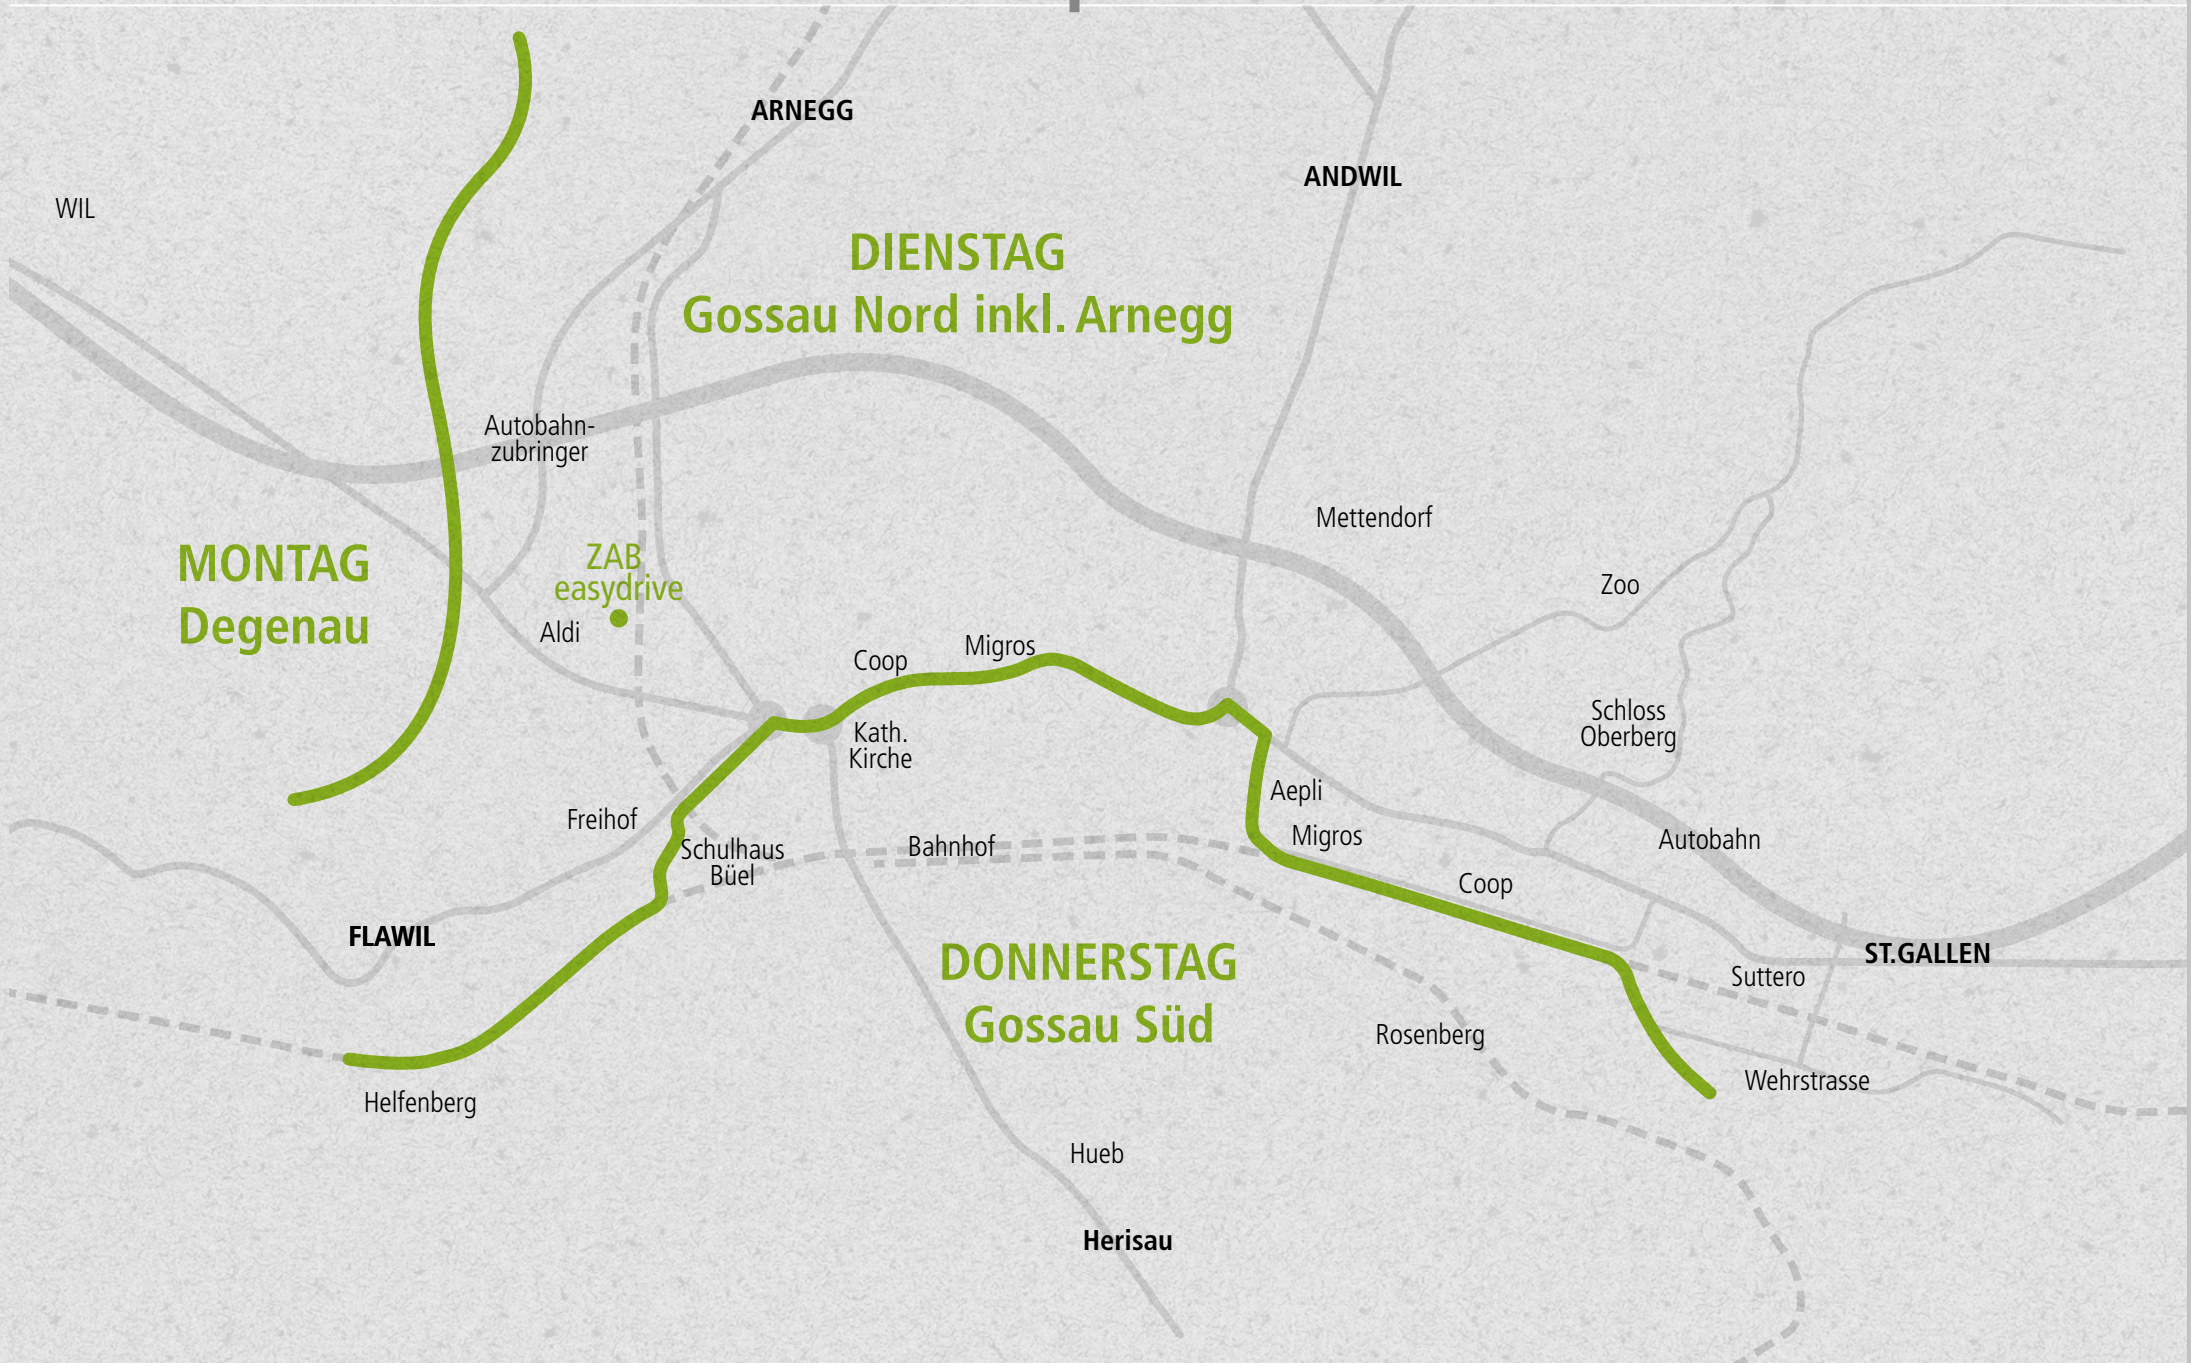 ARNEGG
ANDWIL
WIL
DIENSTAG
Gossau Nord inkl. Arnegg
Autobahn-
zubringer
Mettendorf
MONTAG
Degenau
ZAB
easydrive
Aldi
Zoo
Coop
Migros
Kath.
Kirche
Schloss
Oberberg
Freihof
Schulhaus
Büel
Bahnhof
Aepli
Migros
Autobahn
Coop
FLAWIL
DONNERSTAG
Gossau Süd
ST.GALLEN
Suttero
Rosenberg
Wehrstrasse
Helfenberg
Hueb
Herisau